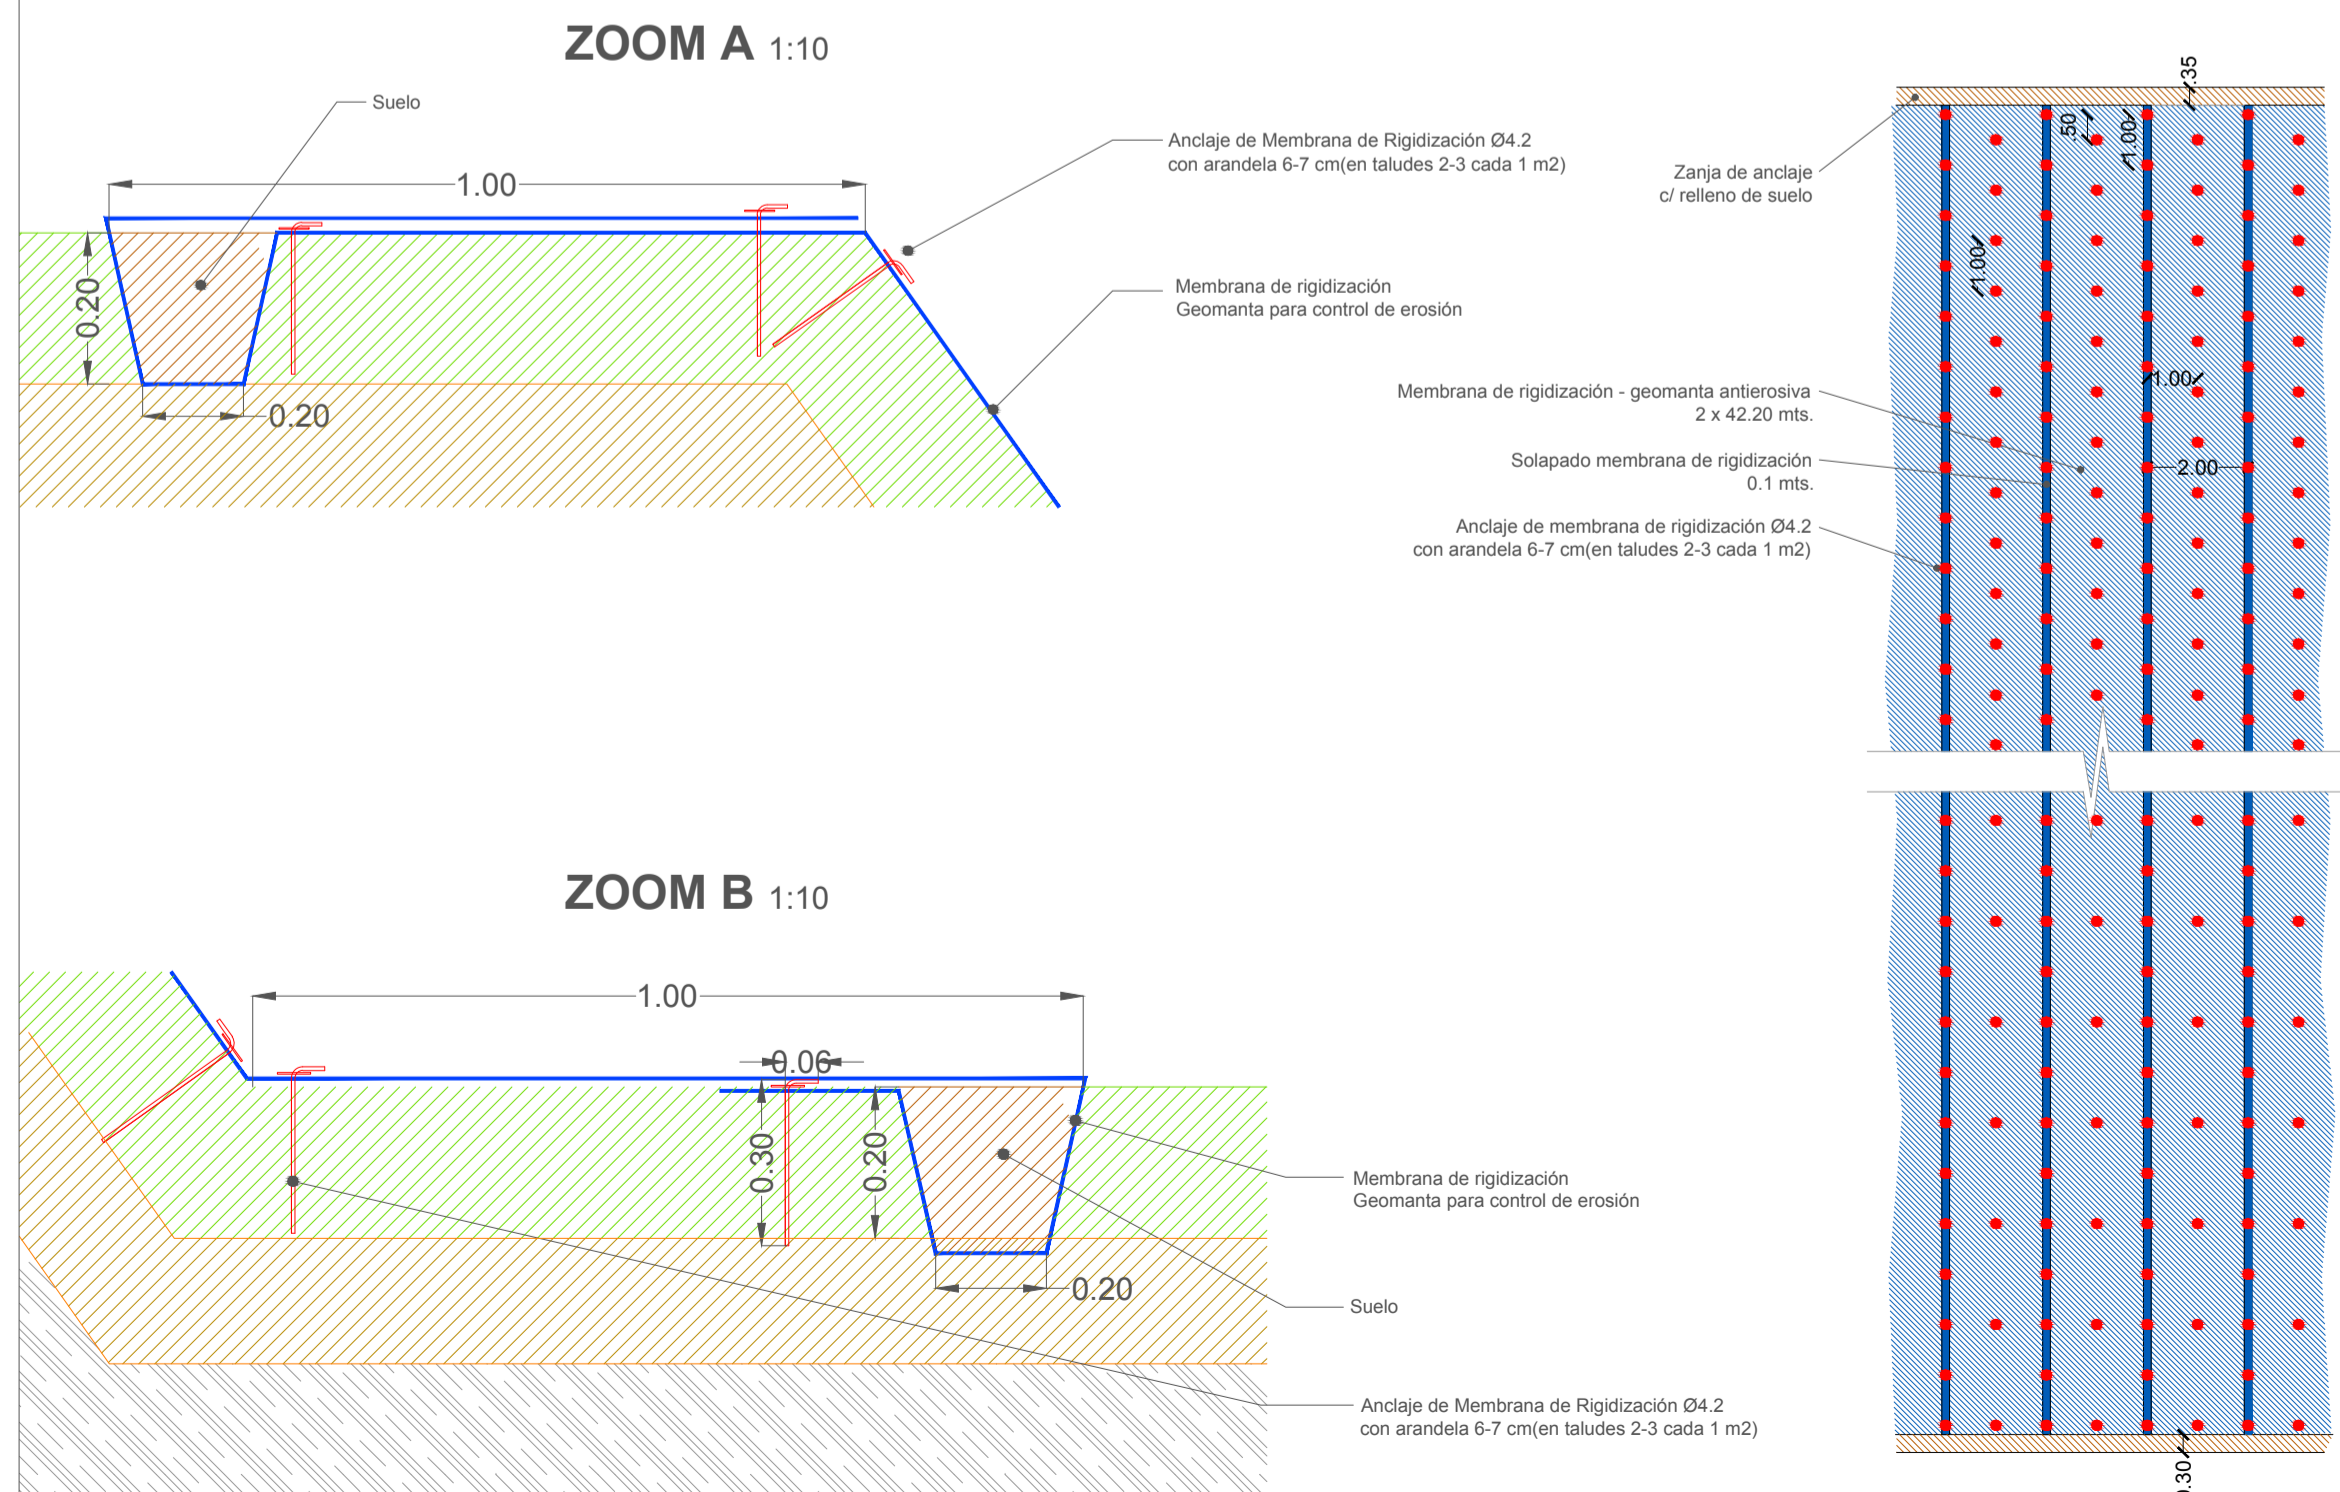 ZOOM A 1:10
Suelo
1.00
0.20
0.20
Anclaje de Membrana de Rigidización Ø4.2
con arandela 6-7 cm(en taludes 2-3 cada 1 m2)
Membrana de rigidización
Geomanta para control de erosión
ZOOM B 1:10
1.00
0.06
0.30
0.20
0.20
Membrana de rigidización
Geomanta para control de erosión
Suelo
Anclaje de Membrana de Rigidización Ø4.2
con arandela 6-7 cm(en taludes 2-3 cada 1 m2)
.35
Zanja de anclaje
c/ relleno de suelo
.50
1.00
1.00
1.00
Membrana de rigidización - geomanta antierosiva
2 x 42.20 mts.
2.00
Solapado membrana de rigidización
0.1 mts.
Anclaje de membrana de rigidización Ø4.2
con arandela 6-7 cm(en taludes 2-3 cada 1 m2)
0.30